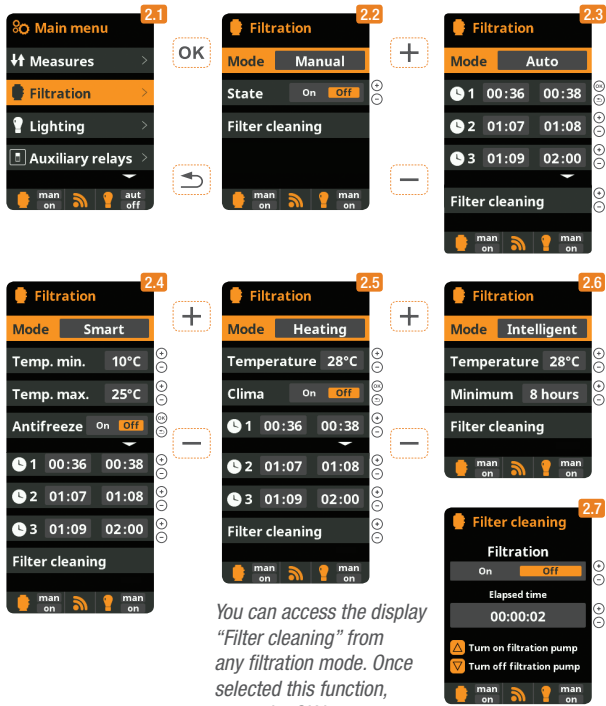 2.1
Main menu
Measures >
Filtration >
Lighting >
Auxiliary relays >
man on
aut off
OK
2.2
Filtration
Mode Manual
State On Off
Filter cleaning
man on
man on
+
−
2.3
Filtration
Mode Auto
1 00:36 00:38
OK
2 01:07 01:08
3 01:09 02:00
Filter cleaning
man on
man on
2.4
Filtration
Mode Smart
Temp. min. 10°C
Temp. max. 25°C
Antifreeze On Off
OK
1 00:36 00:38
2 01:07 01:08
3 01:09 02:00
Filter cleaning
man on
man on
+
−
2.5
Filtration
Mode Heating
Temperature 28°C
Clima On Off
OK
1 00:36 00:38
2 01:07 01:08
3 01:09 02:00
Filter cleaning
man on
man on
+
−
2.6
Filtration
Mode Intelligent
Temperature 28°C
Minimum 8 hours
Filter cleaning
man on
man on
2.7
Filter cleaning
Filtration
On Off
Elapsed time
00:00:02
Turn on filtration pump
Turn off filtration pump
man on
man on
You can access the display
“Filter cleaning” from
any filtration mode. Once
selected this function,